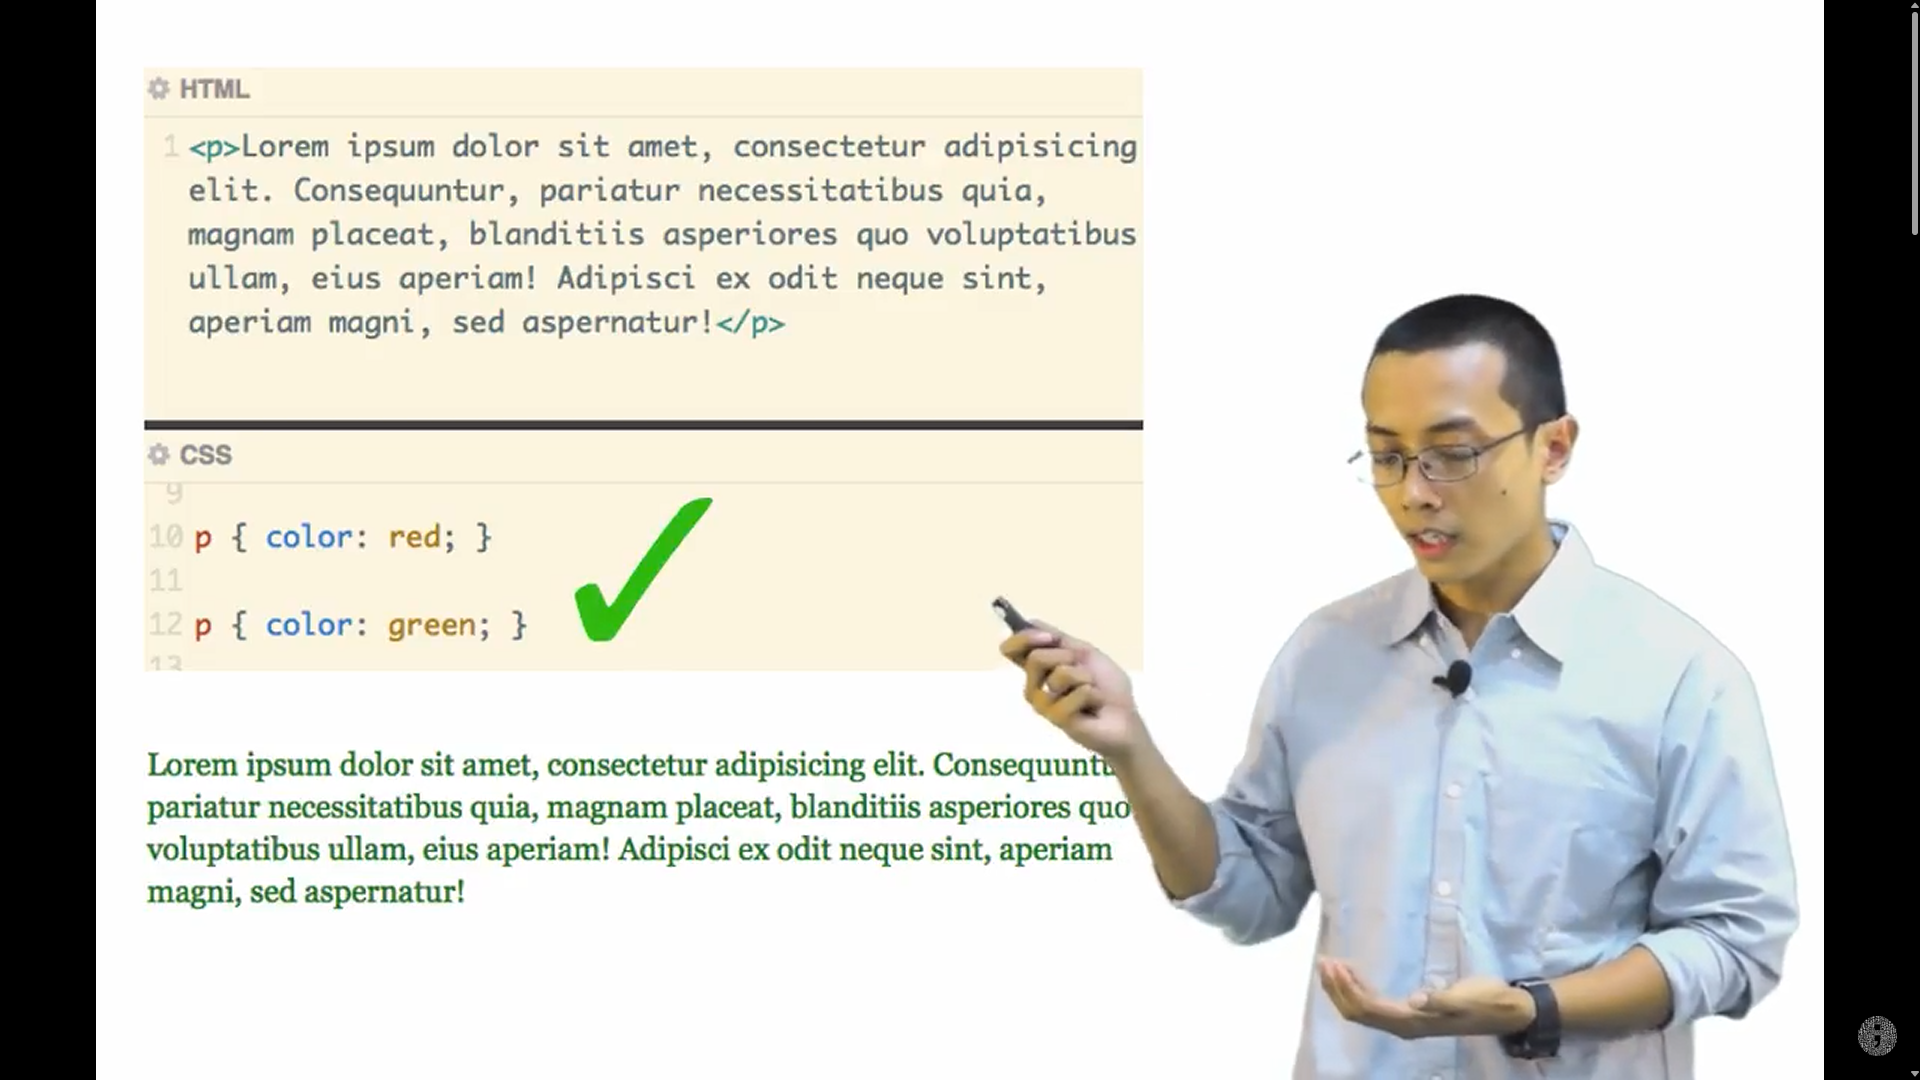 HTML
1 <p>Lorem ipsum dolor sit amet, consectetur adipisicing
elit. Consequuntur, pariatur necessitatibus quia,
magnam placeat, blanditiis asperiores quo voluptatibus
ullam, eius aperiam! Adipisci ex odit neque sint,
aperiam magni, sed aspernatur!</p>
CSS
9
10 p { color: red; }
11
12 p { color: green; }
13
Lorem ipsum dolor sit amet, consectetur adipisicing elit. Consequuntu
pariatur necessitatibus quia, magnam placeat, blanditiis asperiores quo
voluptatibus ullam, eius aperiam! Adipisci ex odit neque sint, aperiam
magni, sed aspernatur!